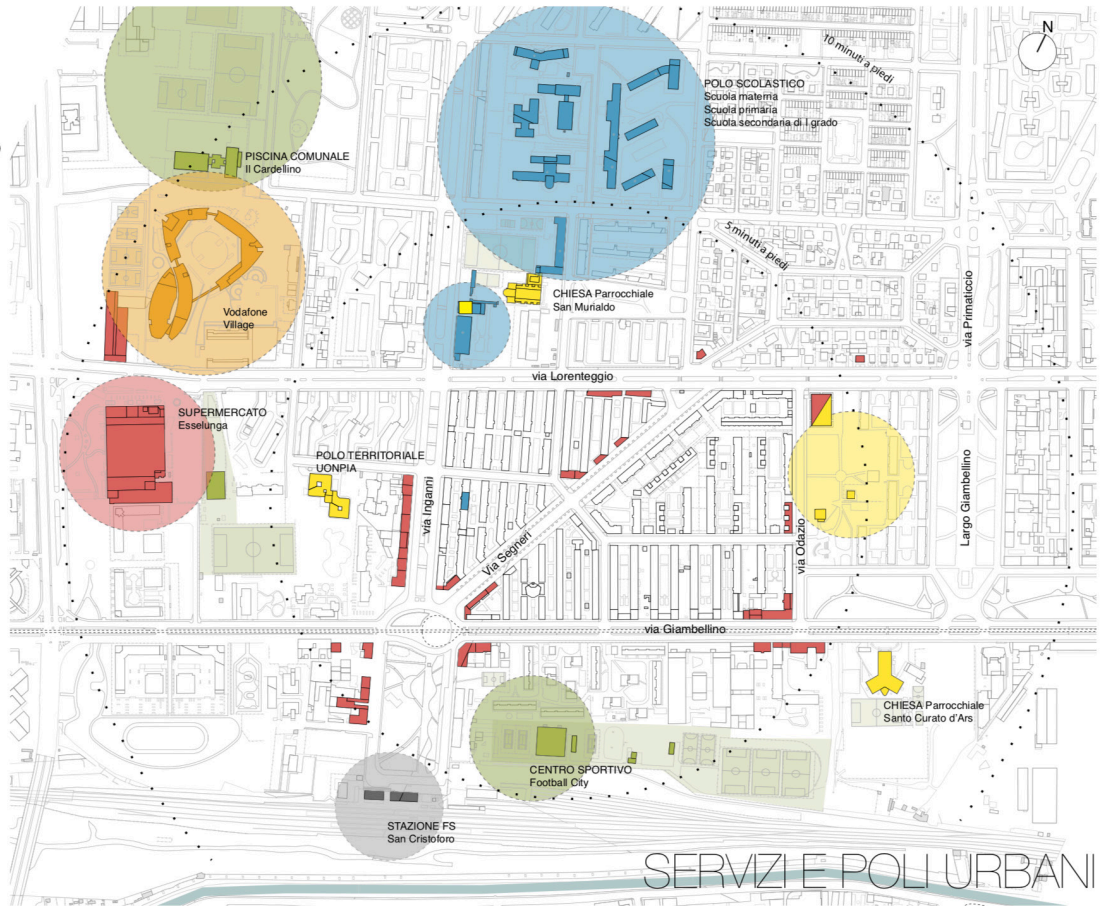 N
10 minuti a piedi
POLO SCOLASTICO
Scuola materna
Scuola primaria
Scuola secondaria di I grado
PISCINA COMUNALE
Il Cardellino
5 minuti a piedi
CHIESA Parrocchiale
San Murialdo
Vodafone
Village
via Primaticcio
via Lorenteggio
SUPERMERCATO
Esselunga
POLO TERRITORIALE
UONPIA
via Inganni
Via Segneri
via Odazio
Largo Giambellino
via Giambellino
CHIESA Parrocchiale
Santo Curato d'Ars
CENTRO SPORTIVO
Football City
STAZIONE FS
San Cristoforo
SERVIZI E POLI URBANI